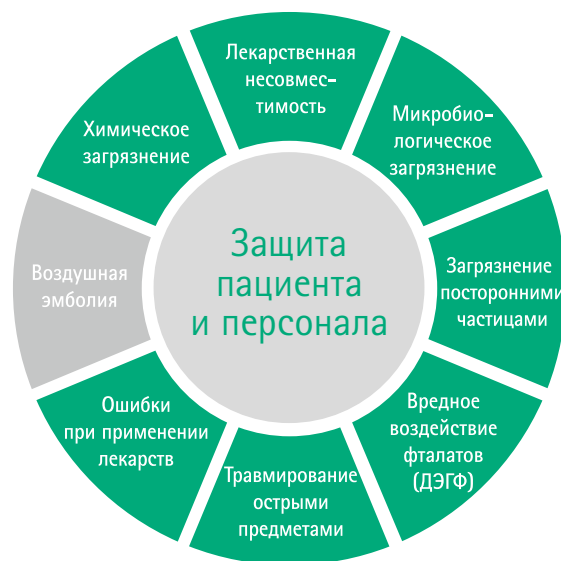 Лекарственная
несовмес-
тимость
Микробио-
логическое
загрязнение
Загрязнение
посторонними
частицами
Вредное
воздействие
фталатов
(ДЭГФ)
Травмирование
острыми
предметами
Ошибки
при применении
лекарств
Воздушная
эмболия
Химическое
загрязнение
Защита
пациента
и персонала